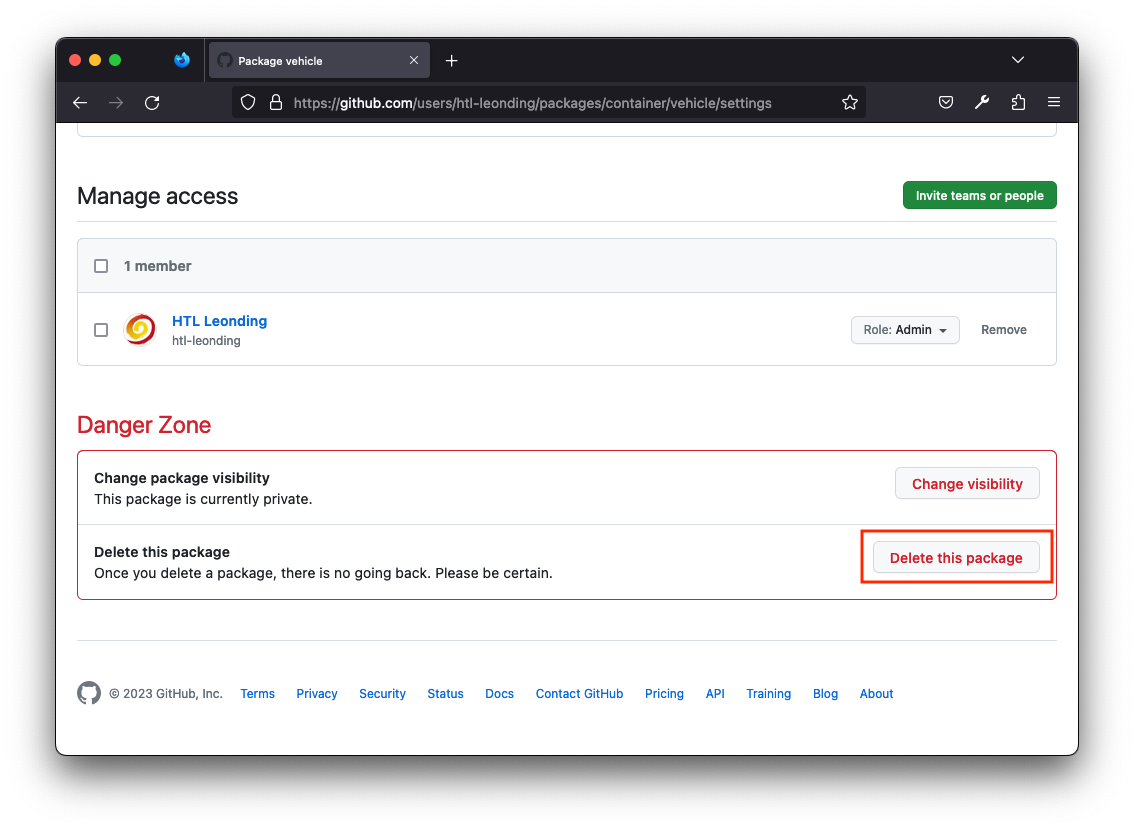 Package vehicle
https://github.com/users/htl-leonding/packages/container/vehicle/settings
Manage access
Invite teams or people
1 member
HTL Leonding
htl-leonding
Role: Admin
Remove
Danger Zone
Change package visibility
This package is currently private.
Change visibility
Delete this package
Once you delete a package, there is no going back. Please be certain.
Delete this package
© 2023 GitHub, Inc. Terms Privacy Security Status Docs Contact GitHub Pricing API Training Blog About